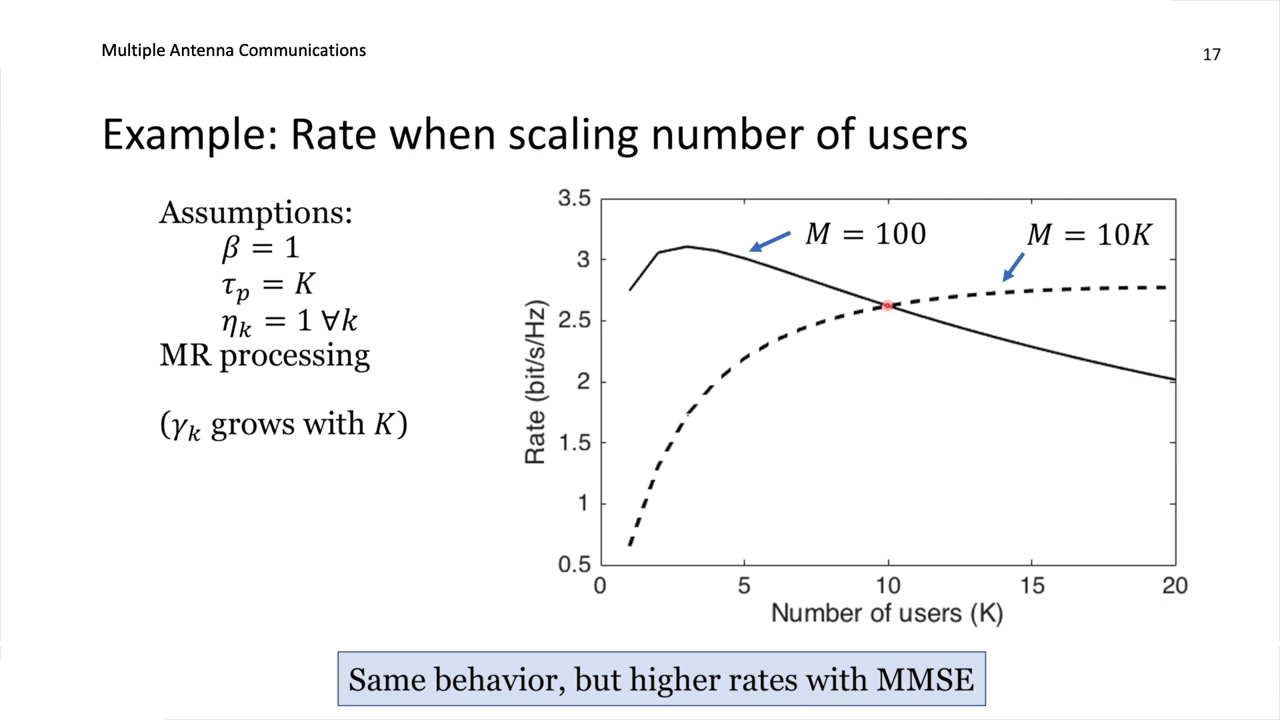 Multiple Antenna Communications
17
Example: Rate when scaling number of users
Assumptions:
β = 1
τ_p = K
η_k = 1 ∀k
MR processing
(γ_k grows with K)
3.5
3
2.5
2
1.5
1
0.5
Rate (bit/s/Hz)
M = 100
M = 10K
0 5 10 15 20
Number of users (K)
Same behavior, but higher rates with MMSE